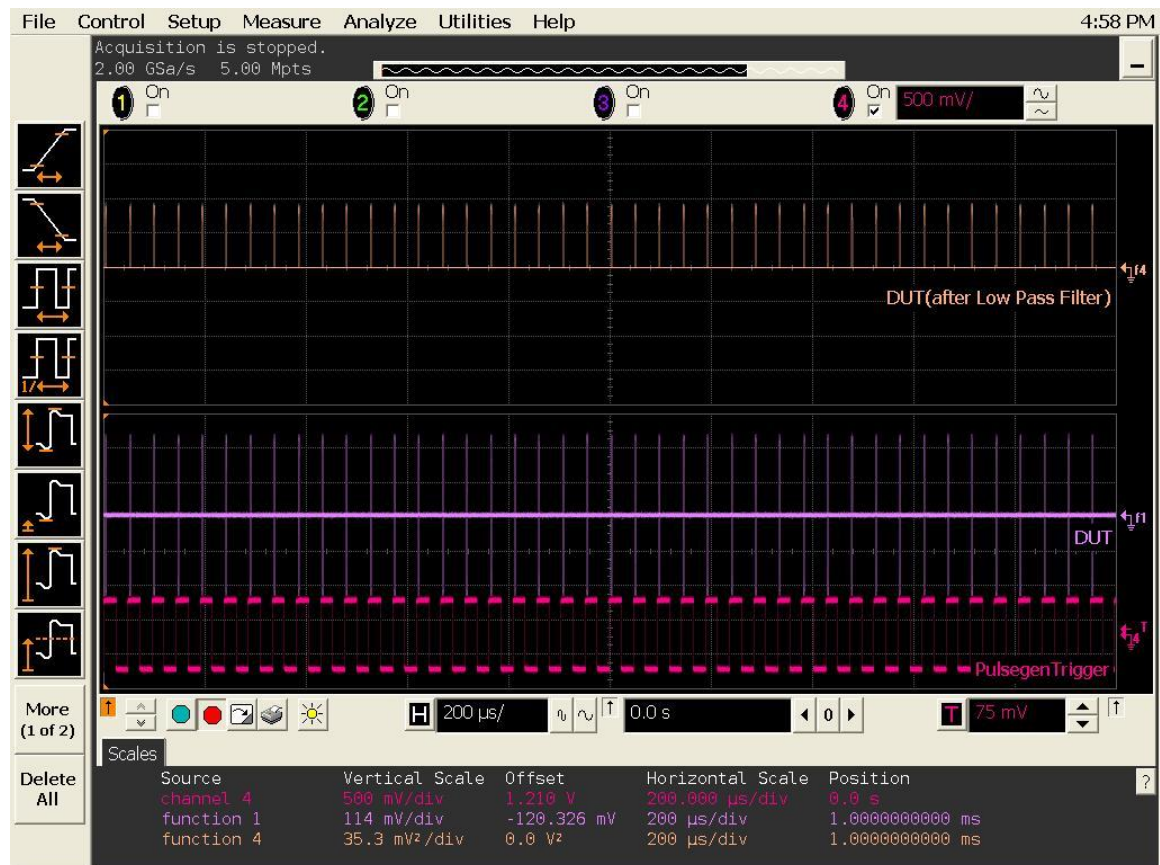 File Control Setup Measure Analyze Utilities Help 4:58 PM
Acquisition is stopped.
2.00 GSa/s 5.00 Mpts
1 On 2 On 3 On 4 On 500 mV/
f4
DUT(after Low Pass Filter)
1/
f1
DUT
T
4
PulsegenTrigger
More
(1 of 2)
H 200 µs/ 0.0 s 0 T 75 mV
Scales
Delete
All
Source Vertical Scale Offset Horizontal Scale Position ?
channel 4 500 mV/div 1.210 V 200.000 µs/div 0.0 s
function 1 114 mV/div -120.326 mV 200 µs/div 1.0000000000 ms
function 4 35.3 mV²/div 0.0 V² 200 µs/div 1.0000000000 ms